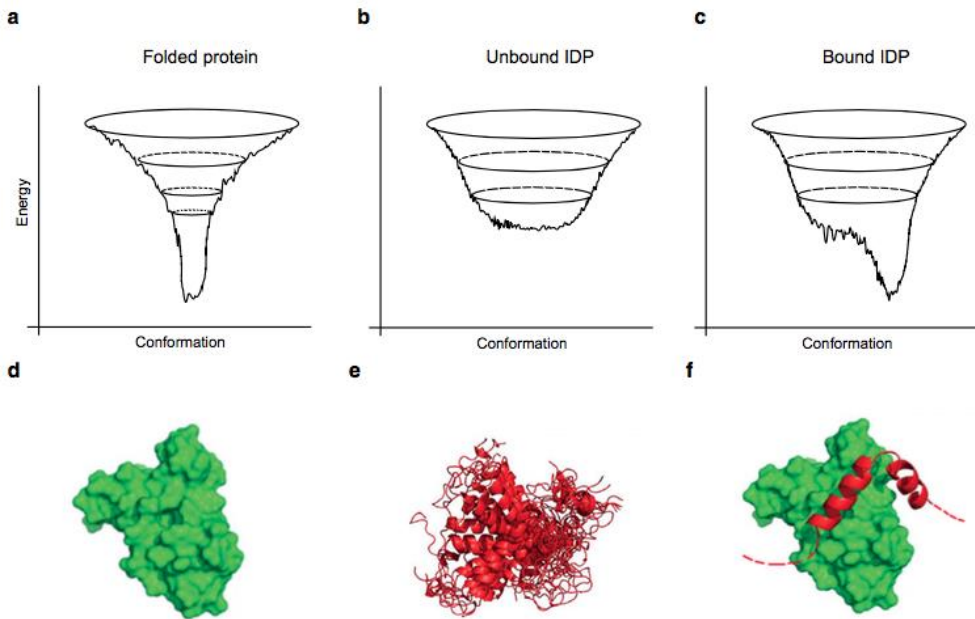 a
b
c
Folded protein
Unbound IDP
Bound IDP
Energy
Conformation
Conformation
Conformation
d
e
f